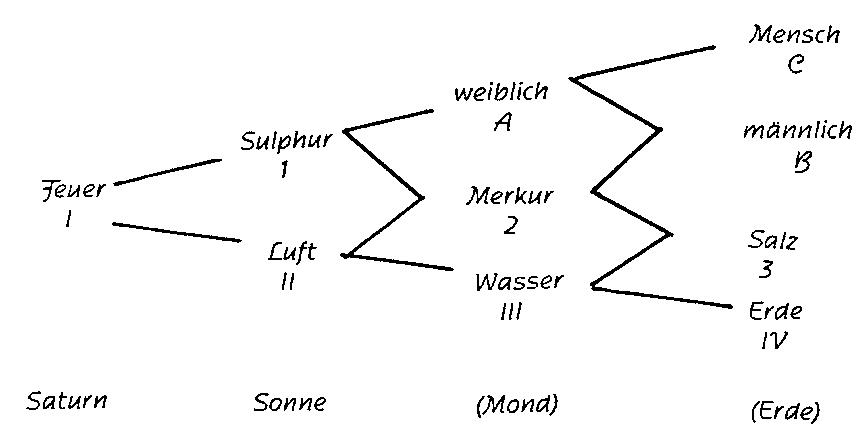 Mensch
C
weiblich
A
männlich
B
Sulphur
1
Feuer
I
Merkur
2
Luft
II
Salz
3
Wasser
III
Erde
IV
Saturn
Sonne
(Mond)
(Erde)